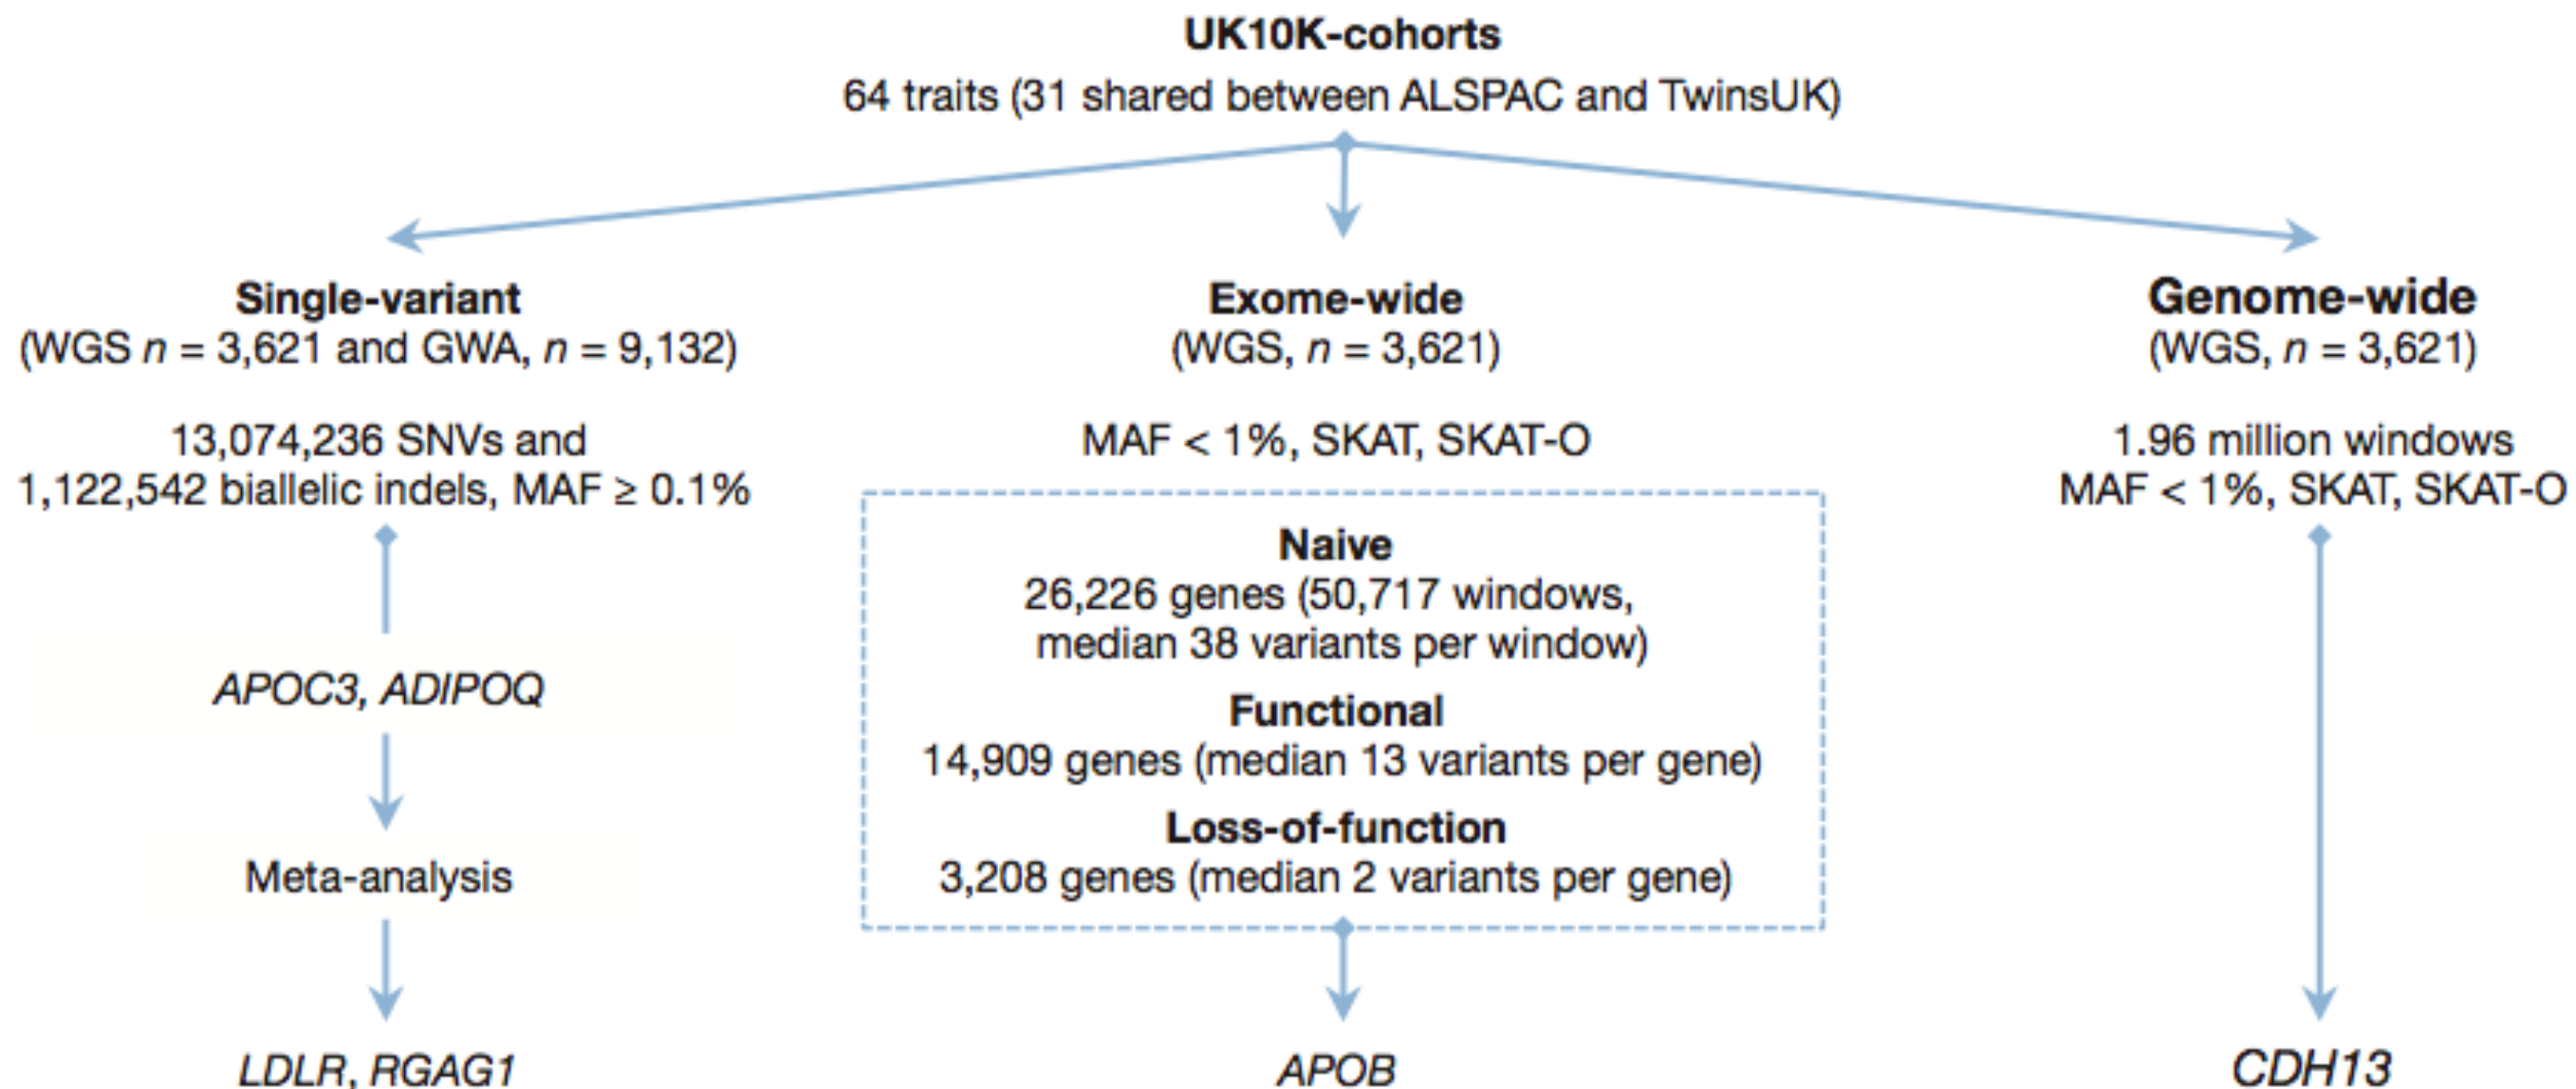 UK10K-cohorts
64 traits (31 shared between ALSPAC and TwinsUK)
Single-variant
(WGS n = 3,621 and GWA, n = 9,132)
13,074,236 SNVs and
1,122,542 biallelic indels, MAF ≥ 0.1%
APOC3, ADIPOQ
Meta-analysis
LDLR, RGAG1
Exome-wide
(WGS, n = 3,621)
MAF < 1%, SKAT, SKAT-O
Naive
26,226 genes (50,717 windows,
median 38 variants per window)
Functional
14,909 genes (median 13 variants per gene)
Loss-of-function
3,208 genes (median 2 variants per gene)
APOB
Genome-wide
(WGS, n = 3,621)
1.96 million windows
MAF < 1%, SKAT, SKAT-O
CDH13